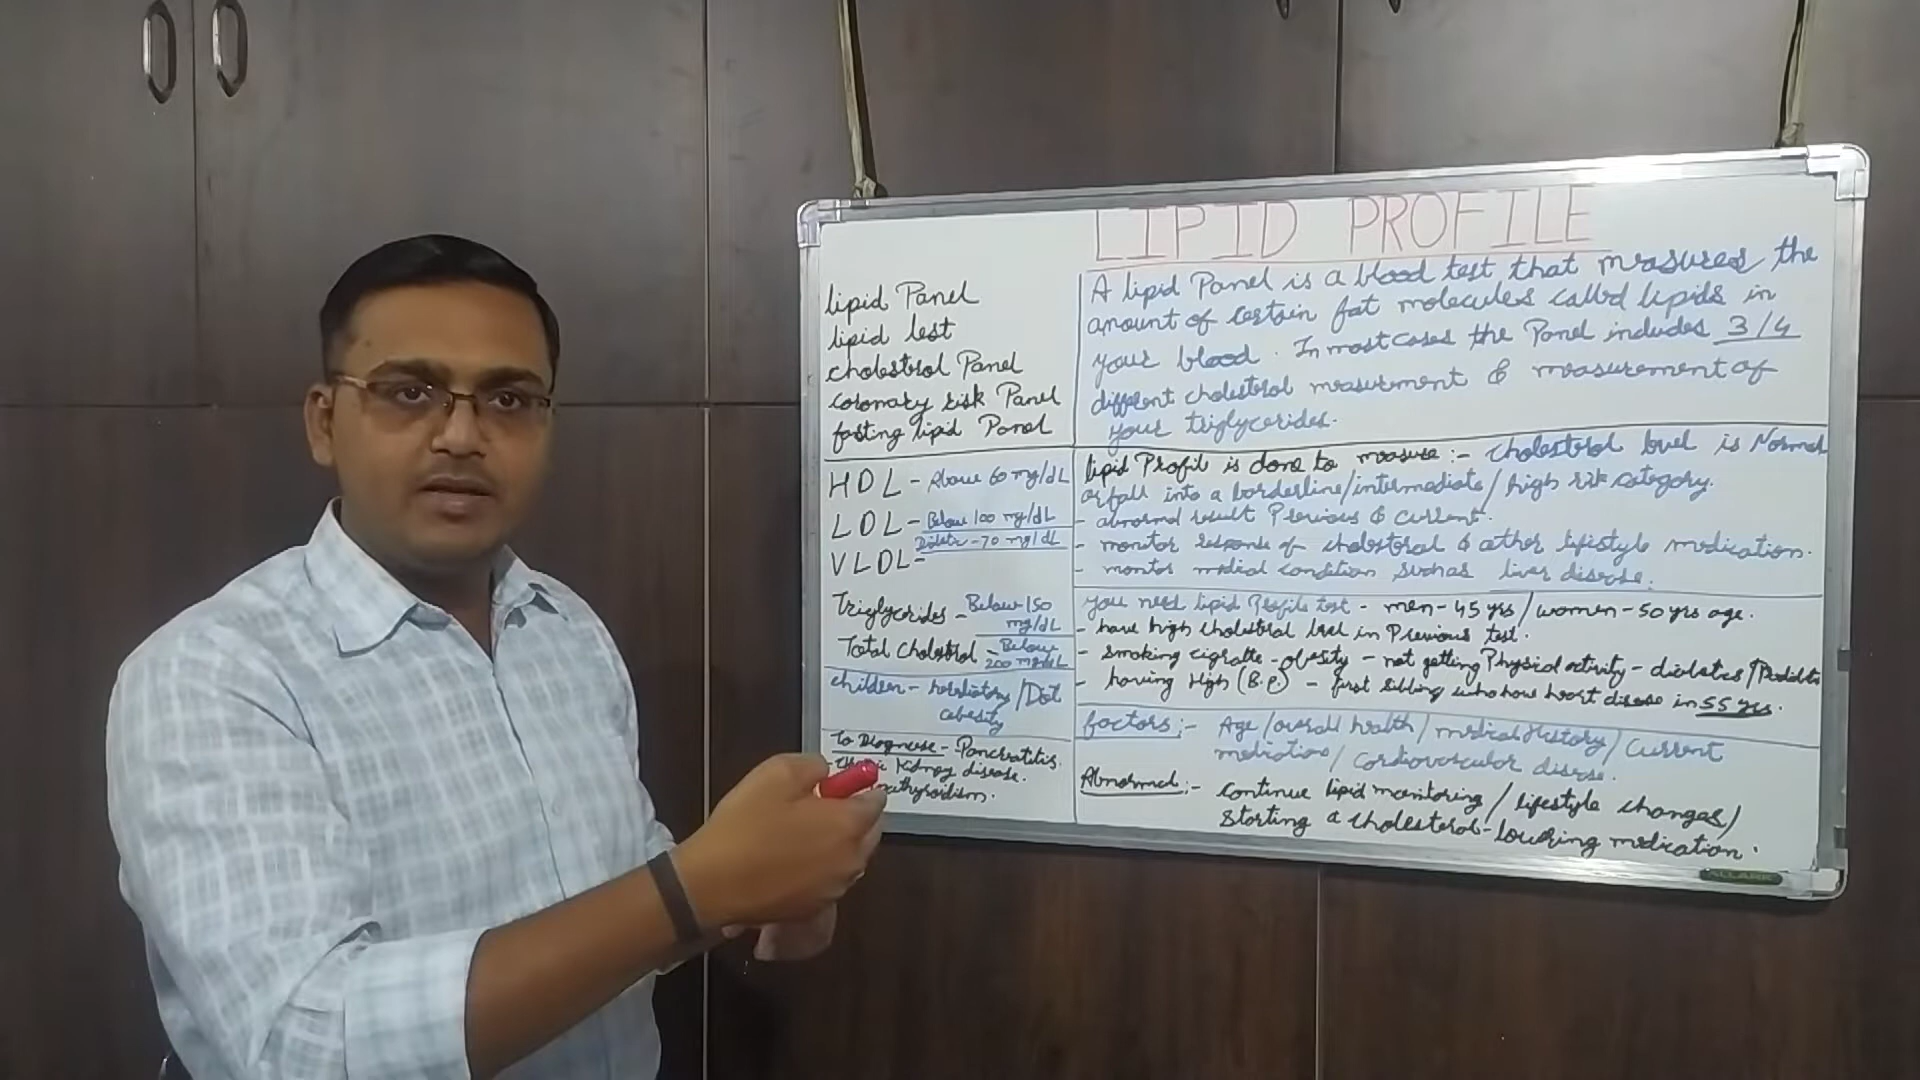 LIPID PROFILE
lipid Panel
lipid test
cholestrol Panel
coronary risk Panel
fasting lipid Panel
A lipid Panel is a blood test that measures the
amount of certain fat molecules called lipids in
your blood. In most cases the Panel includes 3/4
different cholestrol measurement & measurement of
your triglycerides.
HDL - Above 60 mg/dL
LDL - Below 100 mg/dL
- 70 mg/dL
VLDL -
Triglycerides - Below 150
mg/dL
Total cholestrol - Below
200 mg/dL
lipid Profil is done to measure :- cholestrol level is Normal
or fall into a borderline/intermediate/high risk category.
- abnormal result Previous & current.
- monitor response of cholestrol & other lifestyle medication.
- monitor medical condition such as liver disease.
children - hereditary / Diet
obesity
you need lipid Profile test - men - 45 yrs / women - 50 yrs age.
- have high cholestrol level in Previous test.
- smoking cigratte - obesity - not getting Physical activity - diabetes /
- having High (B.P) - first sibling who have heart disease in 55 yrs.
To Diagnose - Pancreatitis.
kidney disease.
factors :- Age / overall health / medical History / Current
medication / Cardiovascular disease.
Abnormal :- continue lipid monitoring / lifestyle changes /
starting a cholesterol-lowering medication.